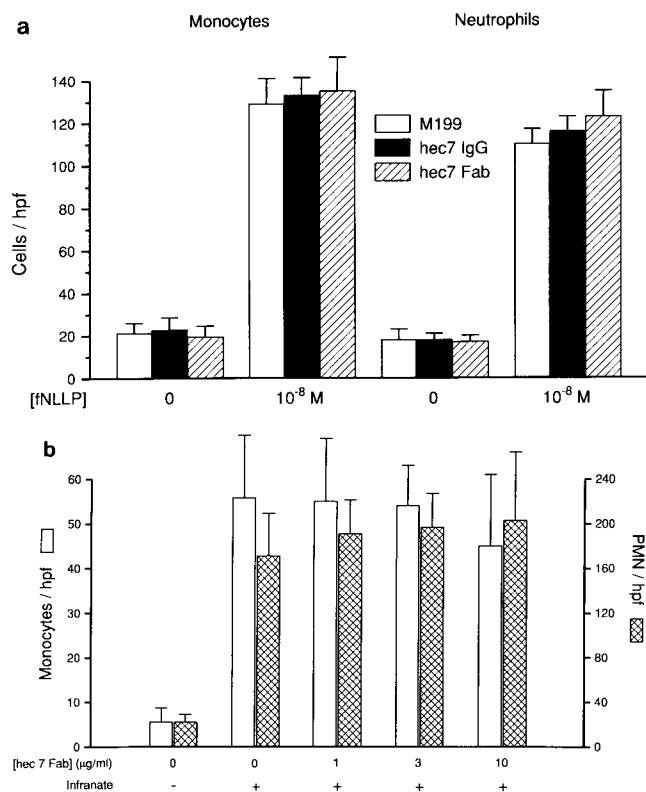 a
Monocytes
Neutrophils
140
120
100
80
60
40
20
0
Cells / hpf
M199
hec7 IgG
hec7 Fab
[fNLLP]
0
10⁻⁸ M
0
10⁻⁸ M
b
60
50
40
30
20
10
0
Monocytes / hpf
240
200
160
120
80
40
0
PMN / hpf
[hec 7 Fab] (μg/ml)
0
0
1
3
10
Infranate
-
+
+
+
+